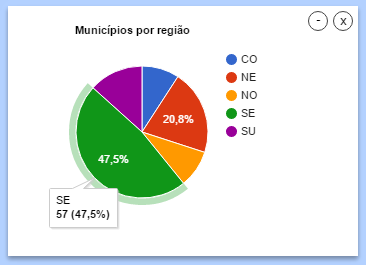 - x
Municípios por região
CO
NE
NO
SE
SU
20,8%
47,5%
SE
57 (47,5%)